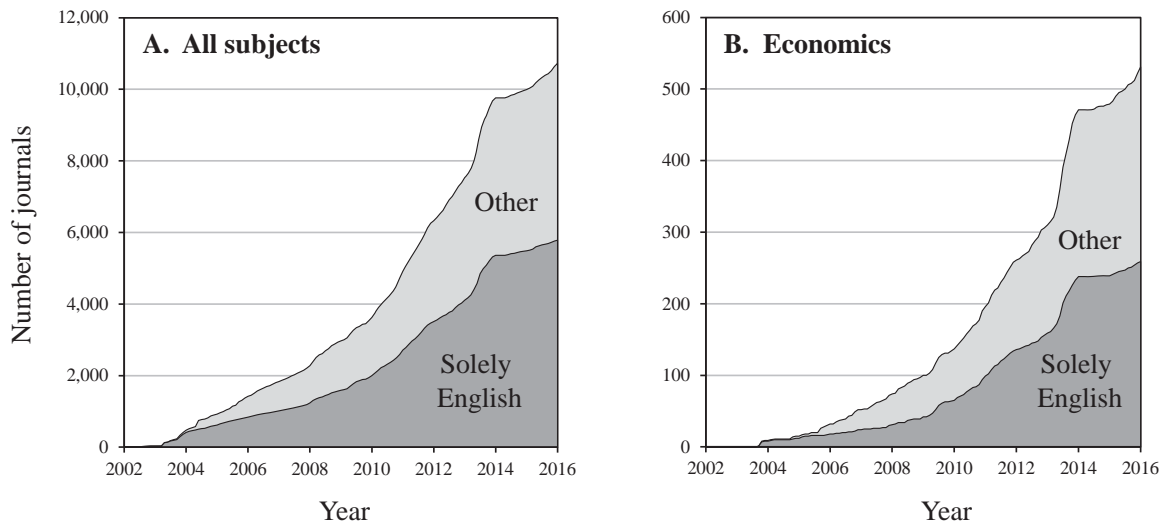 A. All subjects
Number of journals
12,000
10,000
8,000
6,000
4,000
2,000
0
Other
Solely
English
2002 2004 2006 2008 2010 2012 2014 2016
Year
B. Economics
600
500
400
300
200
100
0
Other
Solely
English
2002 2004 2006 2008 2010 2012 2014 2016
Year